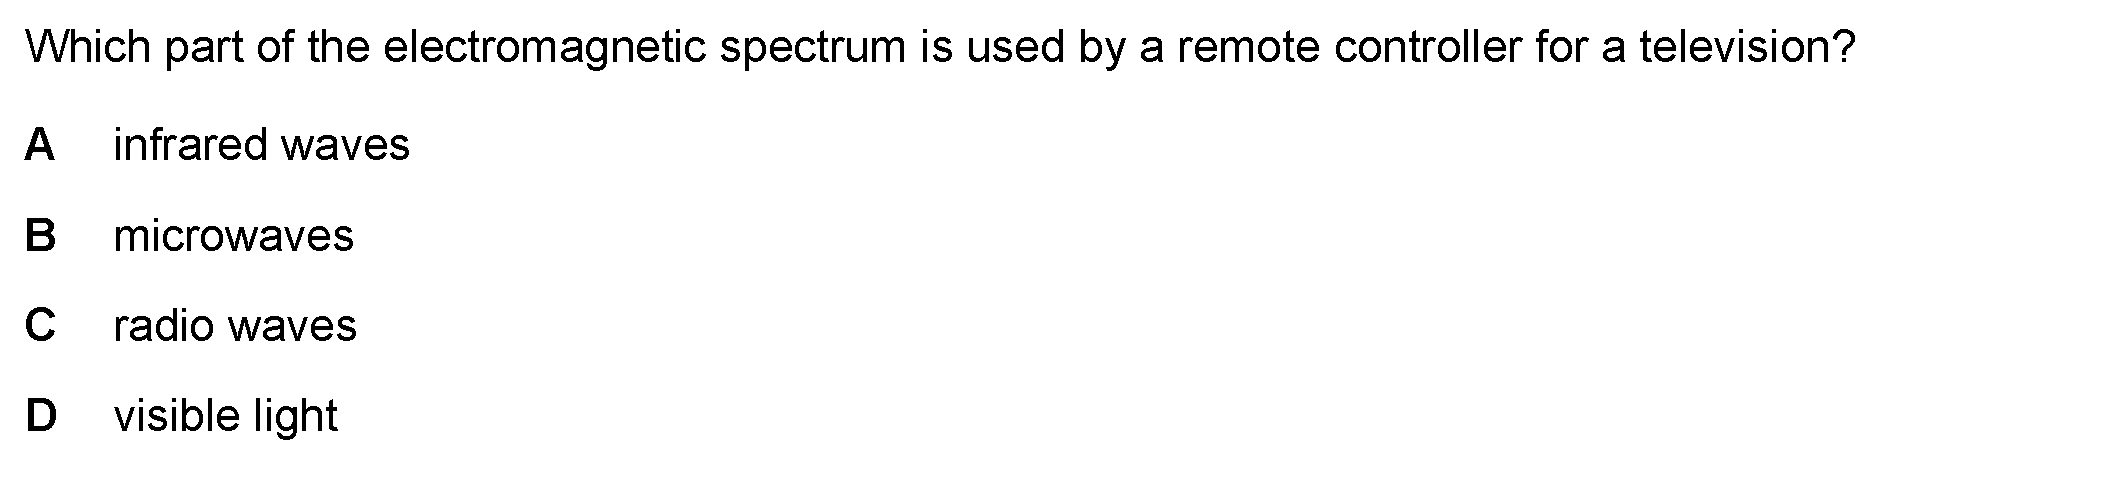 Which part of the electromagnetic spectrum is used by a remote controller for a television?
A infrared waves
B microwaves
C radio waves
D visible light